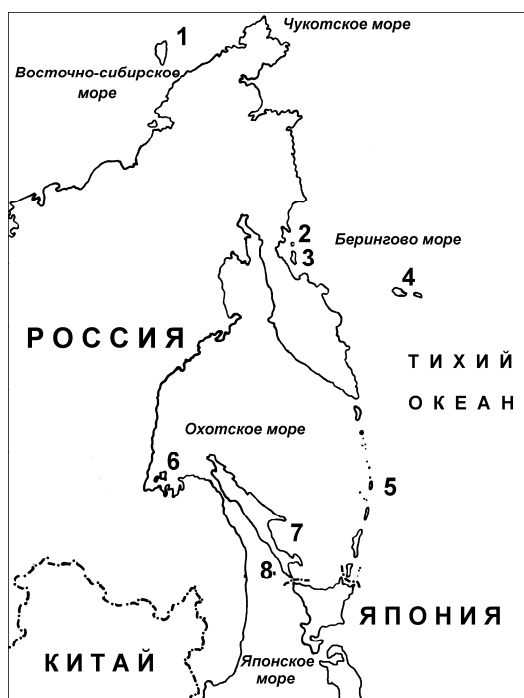 Чукотское море
1
Восточно-сибирское
море
2
Берингово море
3
4
РОССИЯ
ТИХИЙ
ОКЕАН
Охотское море
6
5
7
8
ЯПОНИЯ
КИТАЙ
Японское
море